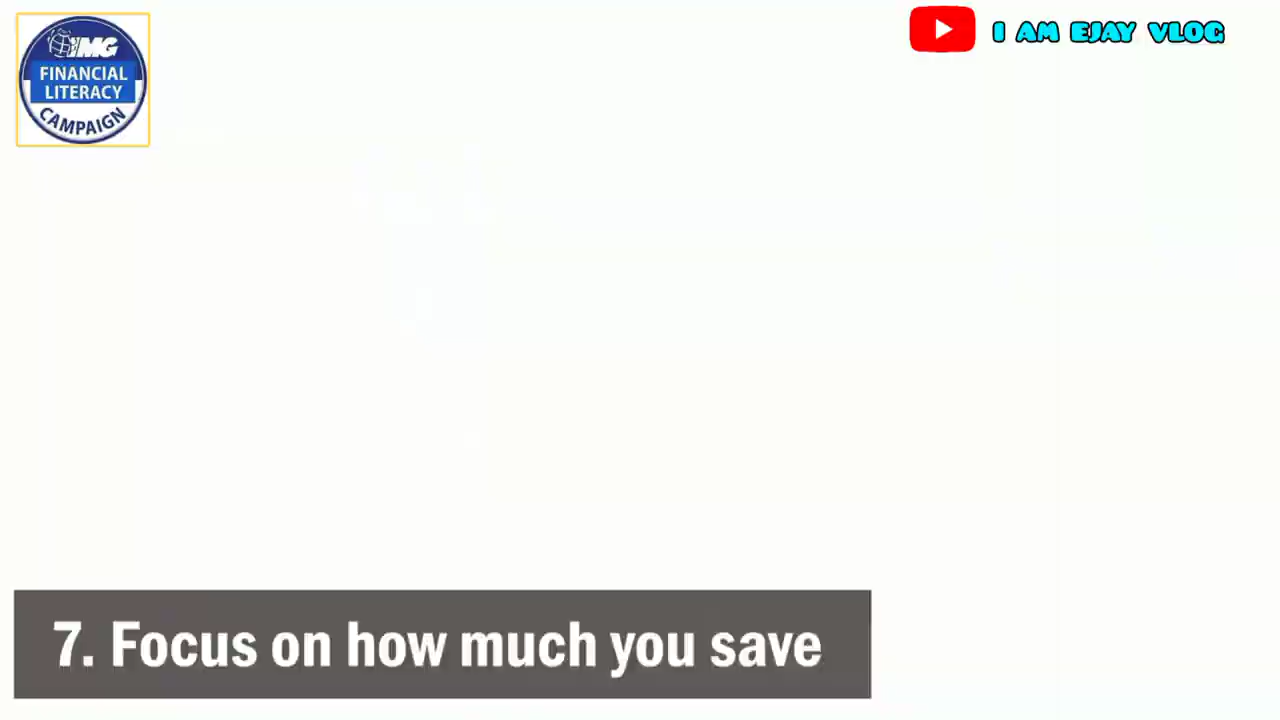 IMG
FINANCIAL
LITERACY
CAMPAIGN
I AM EJAY VLOG
7. Focus on how much you save